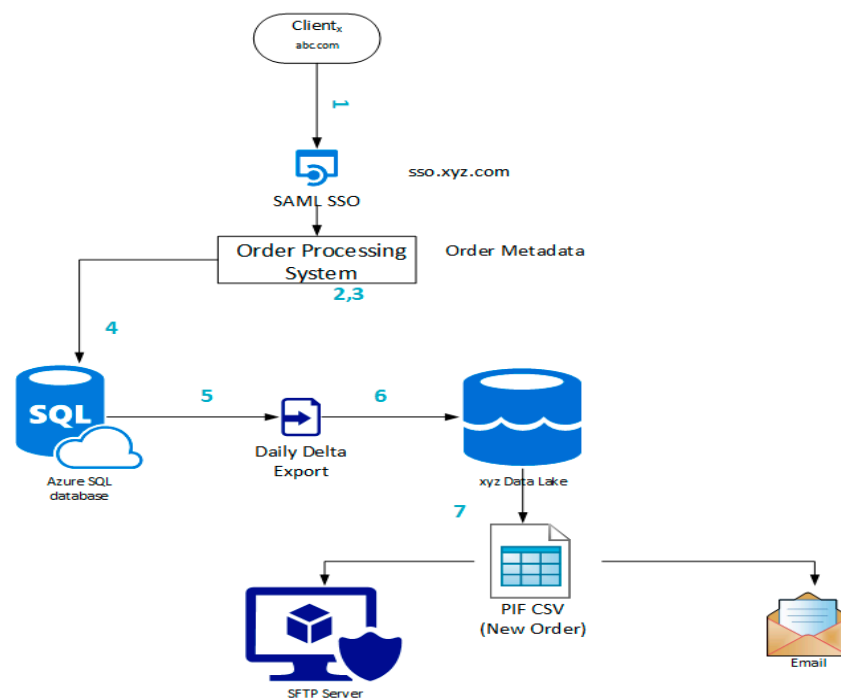 Clientₓ
abc.com
1
sso.xyz.com
SAML SSO
Order Processing
System
Order Metadata
2,3
4
SQL
5
6
Daily Delta
Export
Azure SQL
database
xyz Data Lake
7
PIF CSV
(New Order)
Email
SFTP Server